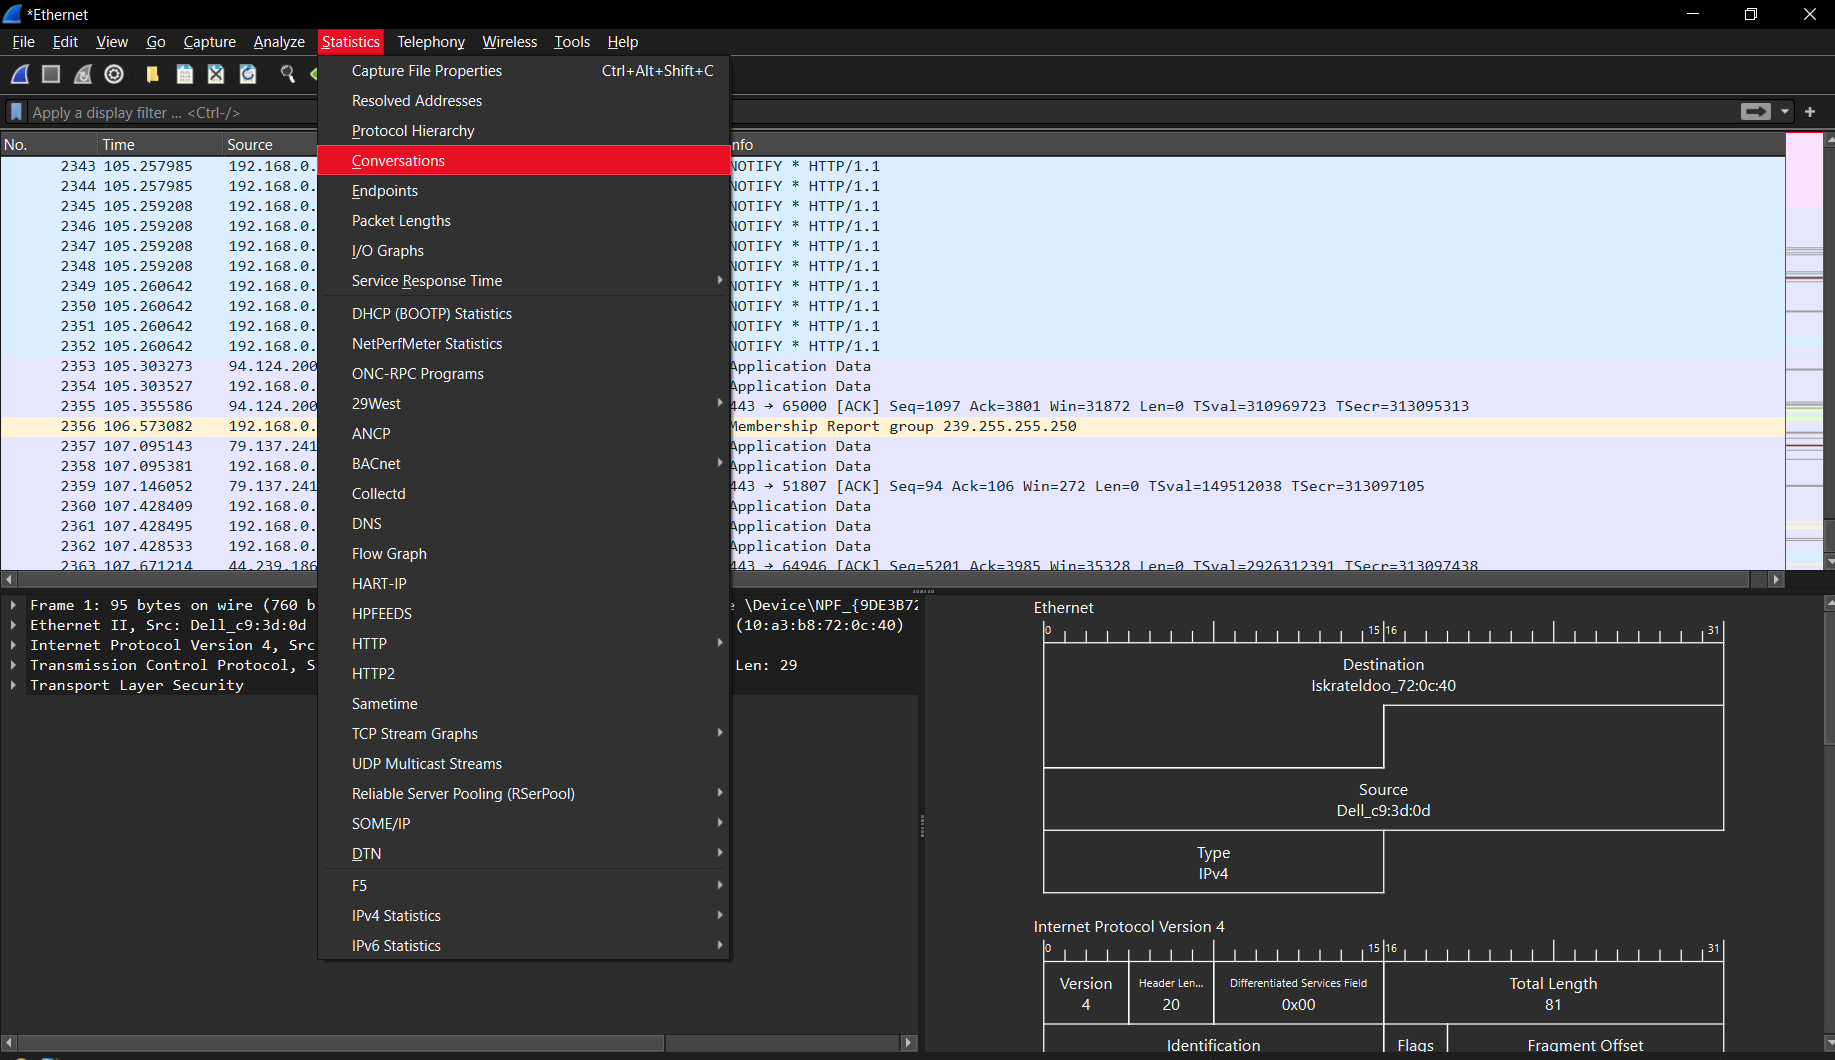 *Ethernet
File Edit View Go Capture Analyze Statistics Telephony Wireless Tools Help
Apply a display filter ... <Ctrl-/>
Capture File Properties Ctrl+Alt+Shift+C
Resolved Addresses
Protocol Hierarchy
Conversations
Endpoints
Packet Lengths
I/O Graphs
Service Response Time
DHCP (BOOTP) Statistics
NetPerfMeter Statistics
ONC-RPC Programs
29West
ANCP
BACnet
Collectd
DNS
Flow Graph
HART-IP
HPFEEDS
HTTP
HTTP2
Sametime
TCP Stream Graphs
UDP Multicast Streams
Reliable Server Pooling (RSerPool)
SOME/IP
DTN
F5
IPv4 Statistics
IPv6 Statistics
No. Time Source nfo
2343 105.257985 192.168.0. NOTIFY * HTTP/1.1
2344 105.257985 192.168.0. NOTIFY * HTTP/1.1
2345 105.259208 192.168.0. NOTIFY * HTTP/1.1
2346 105.259208 192.168.0. NOTIFY * HTTP/1.1
2347 105.259208 192.168.0. NOTIFY * HTTP/1.1
2348 105.259208 192.168.0. NOTIFY * HTTP/1.1
2349 105.260642 192.168.0. NOTIFY * HTTP/1.1
2350 105.260642 192.168.0. NOTIFY * HTTP/1.1
2351 105.260642 192.168.0. NOTIFY * HTTP/1.1
2352 105.260642 192.168.0. NOTIFY * HTTP/1.1
2353 105.303273 94.124.200 Application Data
2354 105.303527 192.168.0. Application Data
2355 105.355586 94.124.200 443 → 65000 [ACK] Seq=1097 Ack=3801 Win=31872 Len=0 TSval=310969723 TSecr=313095313
2356 106.573082 192.168.0. Membership Report group 239.255.255.250
2357 107.095143 79.137.241 Application Data
2358 107.095381 192.168.0. Application Data
2359 107.146052 79.137.241 443 → 51807 [ACK] Seq=94 Ack=106 Win=272 Len=0 TSval=149512038 TSecr=313097105
2360 107.428409 192.168.0. Application Data
2361 107.428495 192.168.0. Application Data
2362 107.428533 192.168.0. Application Data
2363 107.671214 44.239.186 443 → 64946 [ACK] Seq=5201 Ack=3985 Win=35328 Len=0 TSval=2926312391 TSecr=313097438
Frame 1: 95 bytes on wire (760 b e \Device\NPF_{9DE3B72
Ethernet II, Src: Dell_c9:3d:0d (10:a3:b8:72:0c:40)
Internet Protocol Version 4, Src
Transmission Control Protocol, S Len: 29
Transport Layer Security
Ethernet
0 15 16 31
Destination
Iskrateldoo_72:0c:40
Source
Dell_c9:3d:0d
Type
IPv4
Internet Protocol Version 4
0 15 16 31
Version Header Len... Differentiated Services Field Total Length
4 20 0x00 81
Identification Flags Fragment Offset